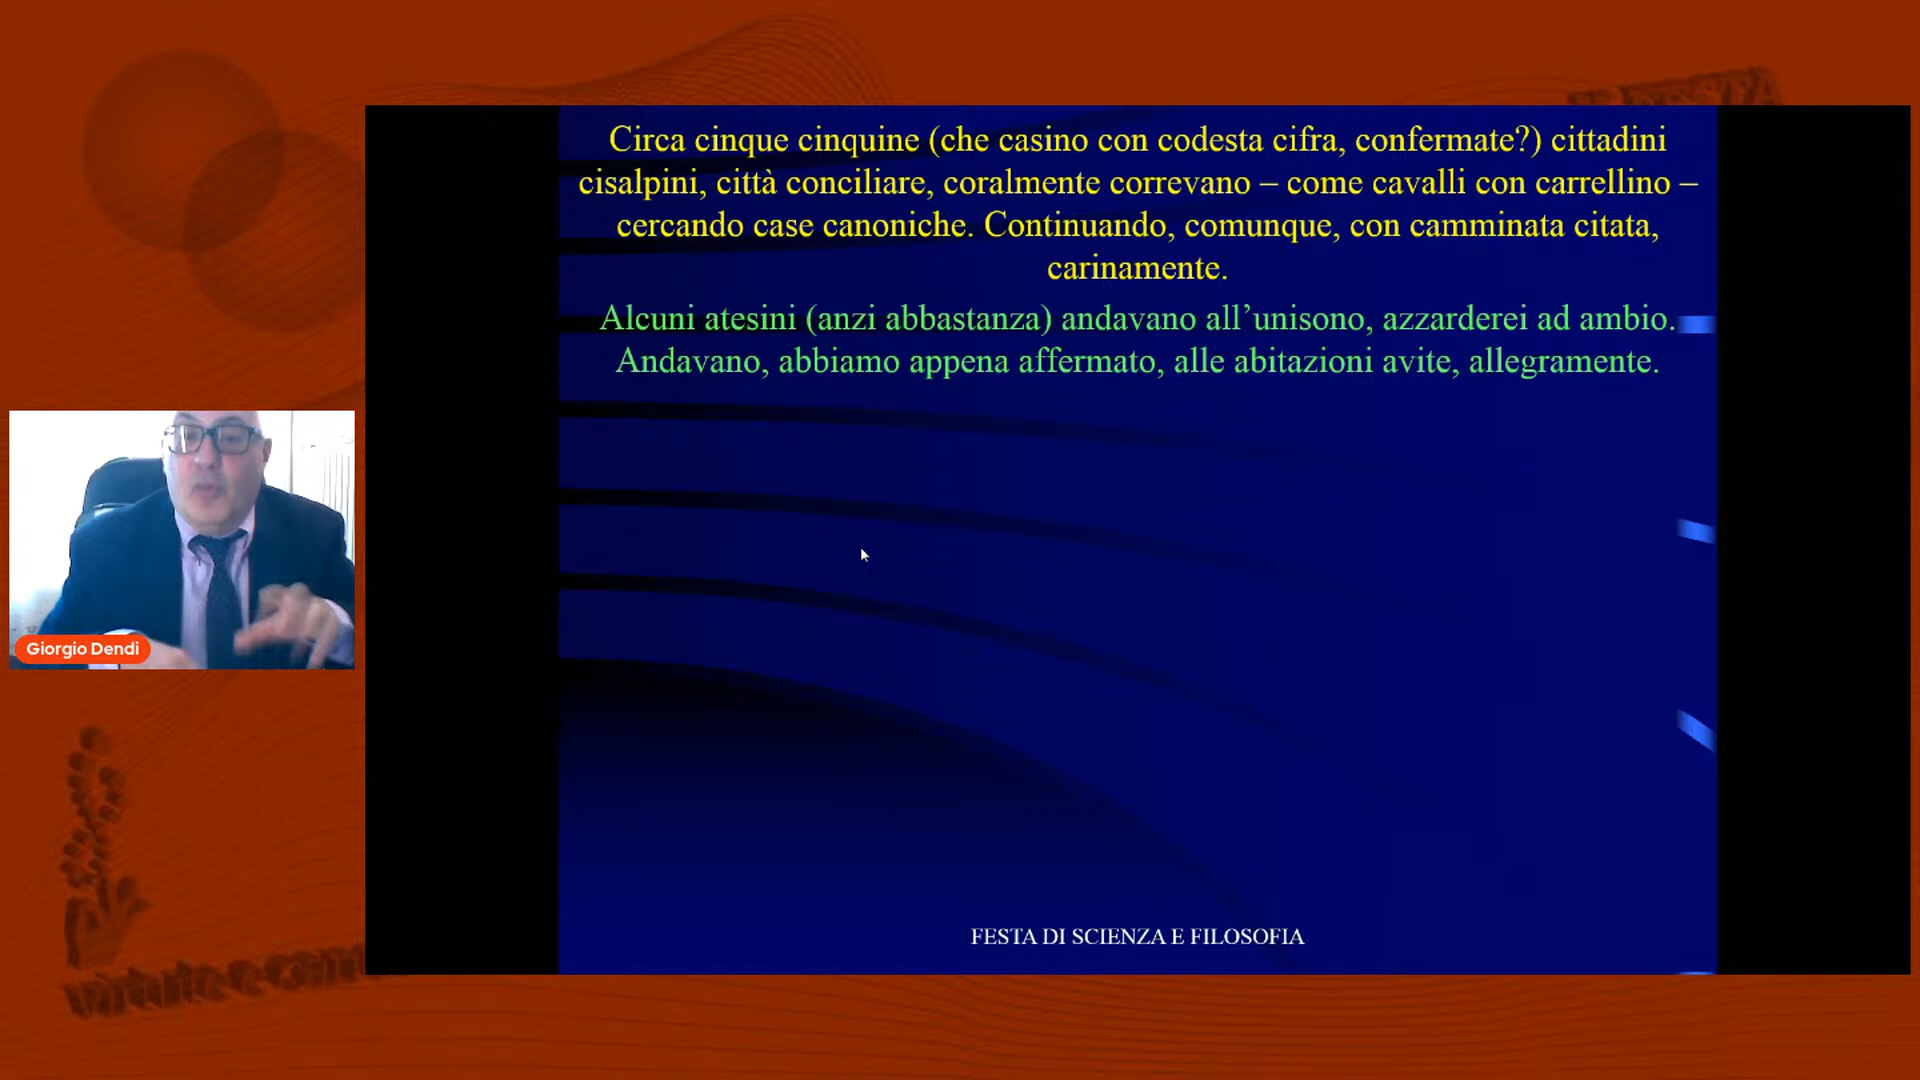 Circa cinque cinquine (che casino con codesta cifra, confermate?) cittadini
cisalpini, città conciliare, coralmente correvano – come cavalli con carrellino –
cercando case canoniche. Continuando, comunque, con camminata citata,
carinamente.
Alcuni atesini (anzi abbastanza) andavano all’unisono, azzarderei ad ambio.
Andavano, abbiamo appena affermato, alle abitazioni avite, allegramente.
Giorgio Dendi
FESTA DI SCIENZA E FILOSOFIA
virtute e